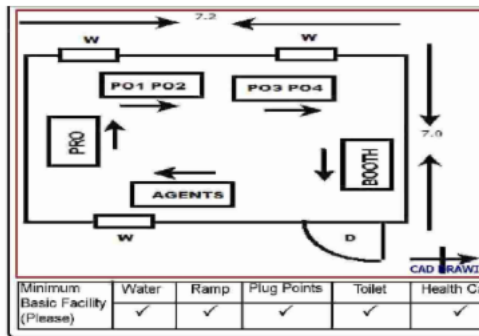 7.2
W
W
PO1 PO2
PO3 PO4
PRO
7.0
BOOTH
AGENTS
W
D
CAD DRAWI
Minimum Basic Facility (Please)
Water
Ramp
Plug Points
Toilet
Health Ca
✓
✓
✓
✓
✓